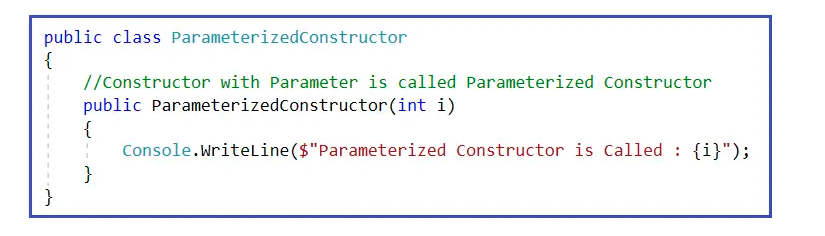 public class ParameterizedConstructor
{
//Constructor with Parameter is called Parameterized Constructor
public ParameterizedConstructor(int i)
{
Console.WriteLine($"Parameterized Constructor is Called : {i}");
}
}